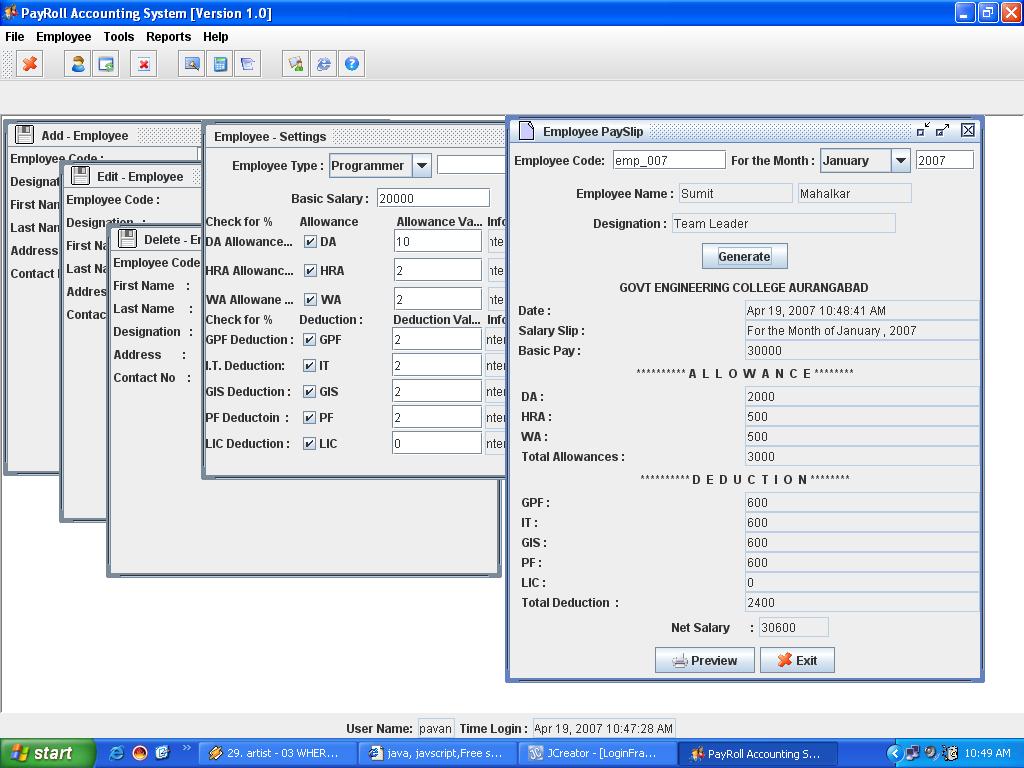 PayRoll Accounting System [Version 1.0]
File Employee Tools Reports Help
Add - Employee
Employee Code :
First Nam
Last Nam
Address
Contact
Edit - Employee
Employee Code :
Designation :
First Na
Last Na
Addres
Contac
Delete - E
Employee Code
First Name :
Last Name :
Designation :
Address :
Contact No :
Employee - Settings
Employee Type : Programmer
Basic Salary : 20000
Check for % Allowance Allowance Va... Info
DA Allowance... DA 10 nte
HRA Allowanc... HRA 2 nte
WA Allowane ... WA 2 nte
Check for % Deduction : Deduction Val... Info
GPF Deduction : GPF 2 nter
I.T. Deduction: IT 2 nter
GIS Deduction : GIS 2 nter
PF Deductoin : PF 2 nter
LIC Deduction : LIC 0 nter
Employee PaySlip
Employee Code: emp_007 For the Month : January 2007
Employee Name : Sumit Mahalkar
Designation : Team Leader
Generate
GOVT ENGINEERING COLLEGE AURANGABAD
Date : Apr 19, 2007 10:48:41 AM
Salary Slip : For the Month of January , 2007
Basic Pay : 30000
********** A L L O W A N C E ********
DA : 2000
HRA : 500
WA : 500
Total Allowances : 3000
********** D E D U C T I O N ********
GPF : 600
IT : 600
GIS : 600
PF : 600
LIC : 0
Total Deduction : 2400
Net Salary : 30600
Preview Exit
User Name: pavan Time Login : Apr 19, 2007 10:47:28 AM
start 29. artist - 03 WHER... java, javscript,Free s... JCreator - [LoginFra... PayRoll Accounting S... 10:49 AM